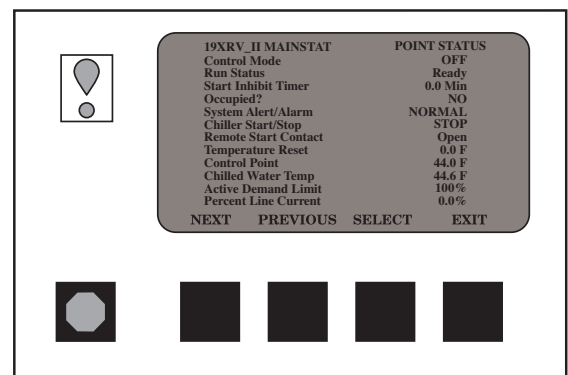 19XRV_II MAINSTAT POINT STATUS
Control Mode OFF
Run Status Ready
Start Inhibit Timer 0.0 Min
Occupied? NO
System Alert/Alarm NORMAL
Chiller Start/Stop STOP
Remote Start Contact Open
Temperature Reset 0.0 F
Control Point 44.0 F
Chilled Water Temp 44.6 F
Active Demand Limit 100%
Percent Line Current 0.0%
NEXT PREVIOUS SELECT EXIT